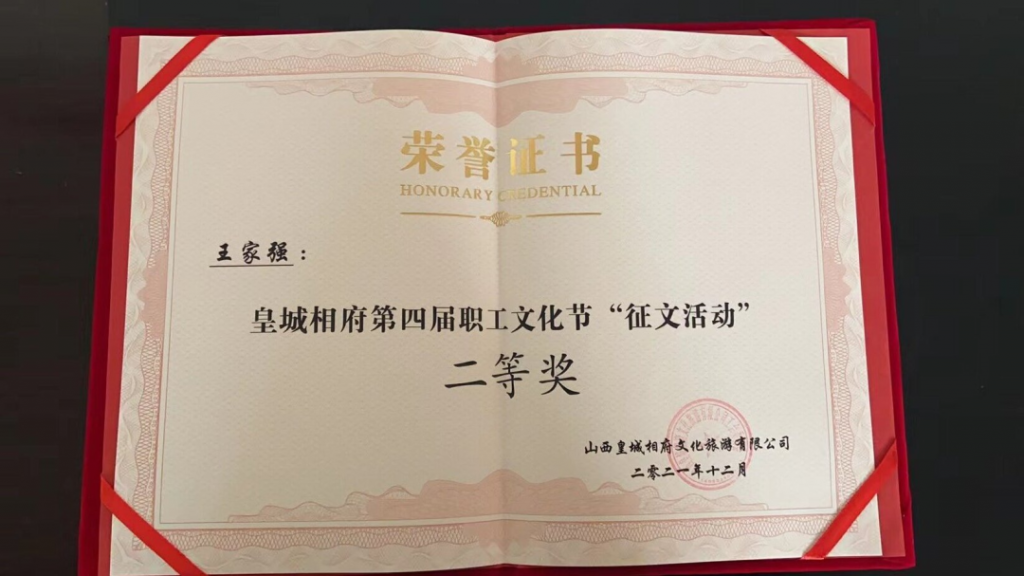 荣誉证书
HONORARY CREDENTIAL
王家强：
皇城相府第四届职工文化节“征文活动”
二等奖
山西皇城相府文化旅游有限公司
二零二一年十二月